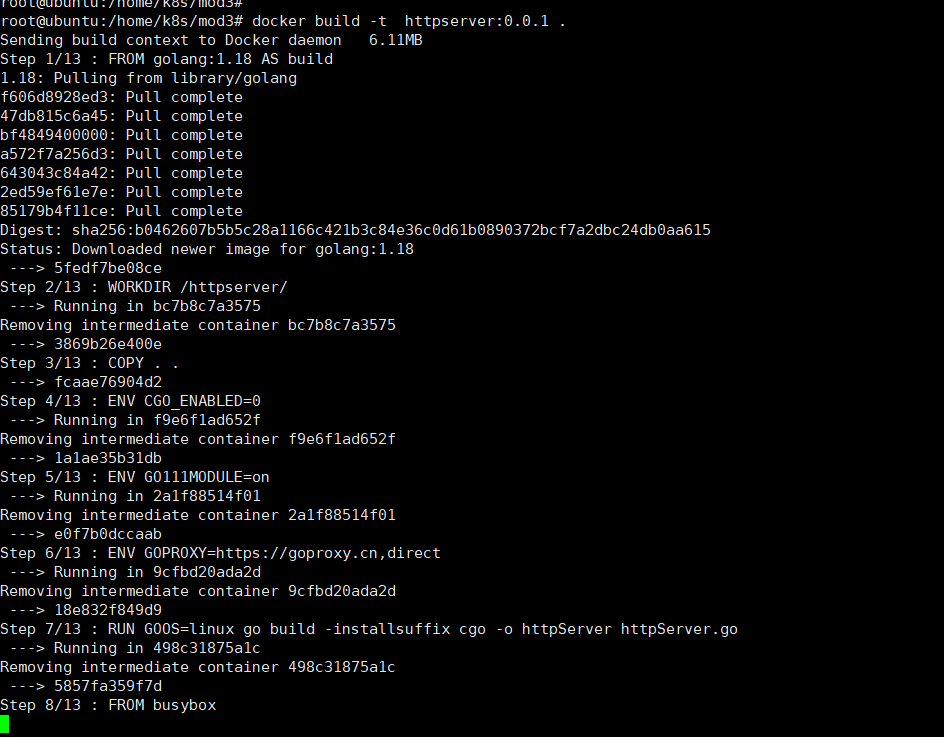 root@ubuntu:/home/k8s/mod3#
root@ubuntu:/home/k8s/mod3# docker build -t  httpserver:0.0.1 .
Sending build context to Docker daemon   6.11MB
Step 1/13 : FROM golang:1.18 AS build
1.18: Pulling from library/golang
f606d8928ed3: Pull complete
47db815c6a45: Pull complete
bf4849400000: Pull complete
a572f7a256d3: Pull complete
643043c84a42: Pull complete
2ed59ef61e7e: Pull complete
85179b4f11ce: Pull complete
Digest: sha256:b0462607b5b5c28a1166c421b3c84e36c0d61b0890372bcf7a2dbc24db0aa615
Status: Downloaded newer image for golang:1.18
 ---> 5fedf7be08ce
Step 2/13 : WORKDIR /httpserver/
 ---> Running in bc7b8c7a3575
Removing intermediate container bc7b8c7a3575
 ---> 3869b26e400e
Step 3/13 : COPY . .
 ---> fcaae76904d2
Step 4/13 : ENV CGO_ENABLED=0
 ---> Running in f9e6f1ad652f
Removing intermediate container f9e6f1ad652f
 ---> 1a1ae35b31db
Step 5/13 : ENV GO111MODULE=on
 ---> Running in 2a1f88514f01
Removing intermediate container 2a1f88514f01
 ---> e0f7b0dccaab
Step 6/13 : ENV GOPROXY=https://goproxy.cn,direct
 ---> Running in 9cfbd20ada2d
Removing intermediate container 9cfbd20ada2d
 ---> 18e832f849d9
Step 7/13 : RUN GOOS=linux go build -installsuffix cgo -o httpServer httpServer.go
 ---> Running in 498c31875a1c
Removing intermediate container 498c31875a1c
 ---> 5857fa359f7d
Step 8/13 : FROM busybox